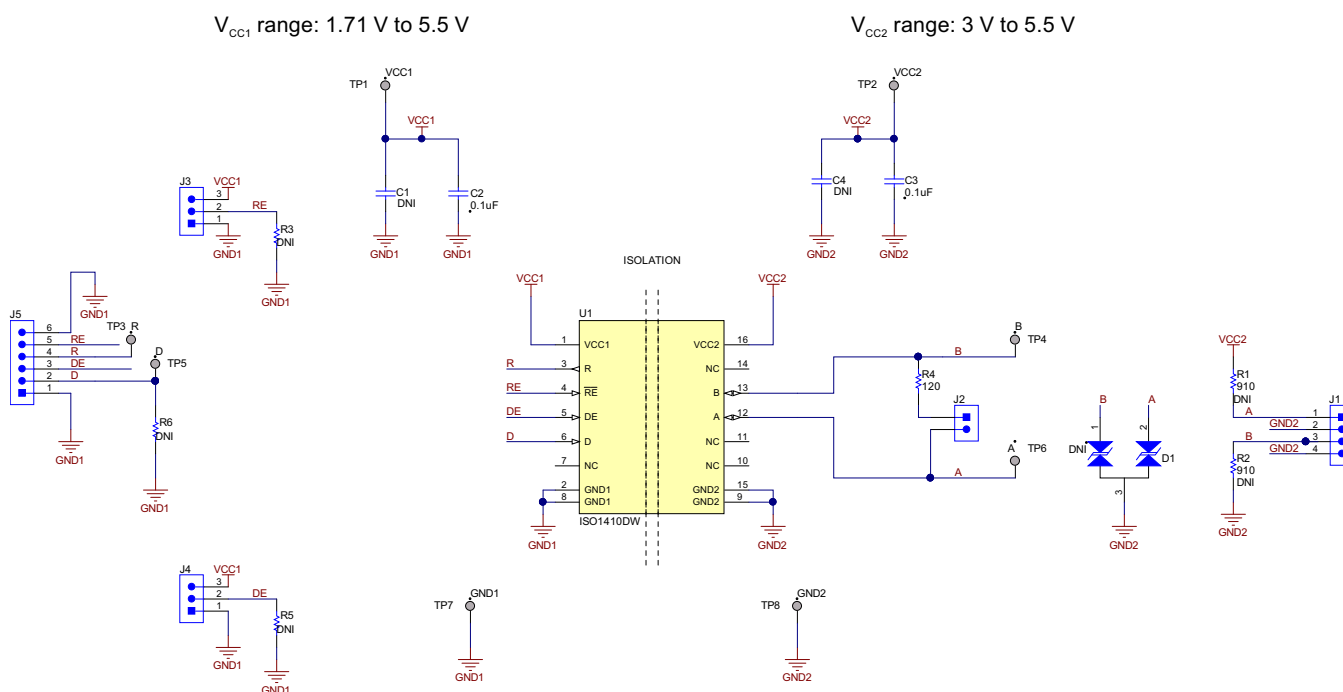 VCC1 range: 1.71 V to 5.5 V
VCC2 range: 3 V to 5.5 V
VCC1
TP1
VCC1
C1
DNI
C2
0.1uF
GND1
GND1
VCC2
TP2
VCC2
C4
DNI
C3
0.1uF
GND2
GND2
J3
VCC1
3
2
RE
1
R3
DNI
GND1
GND1
J5
6
GND1
5
RE
4
R
3
DE
2
D
1
TP3
R
D
TP5
R6
DNI
GND1
GND1
J4
VCC1
3
2
DE
1
R5
DNI
GND1
GND1
ISOLATION
VCC1
VCC2
U1
1
VCC1
R
3
R
RE
4
RE
DE
5
DE
D
6
D
7
NC
2
GND1
8
GND1
VCC2
16
NC
14
B
13
A
12
NC
11
NC
10
GND2
15
GND2
9
ISO1410DW
GND1
GND2
B
B
TP4
R4
120
J2
A
TP6
A
B
A
1
2
DNI
D1
3
GND2
VCC2
R1
910
DNI
J1
A
1
GND2
2
B
3
GND2
4
R2
910
DNI
GND2
GND1
TP7
GND1
GND2
TP8
GND2